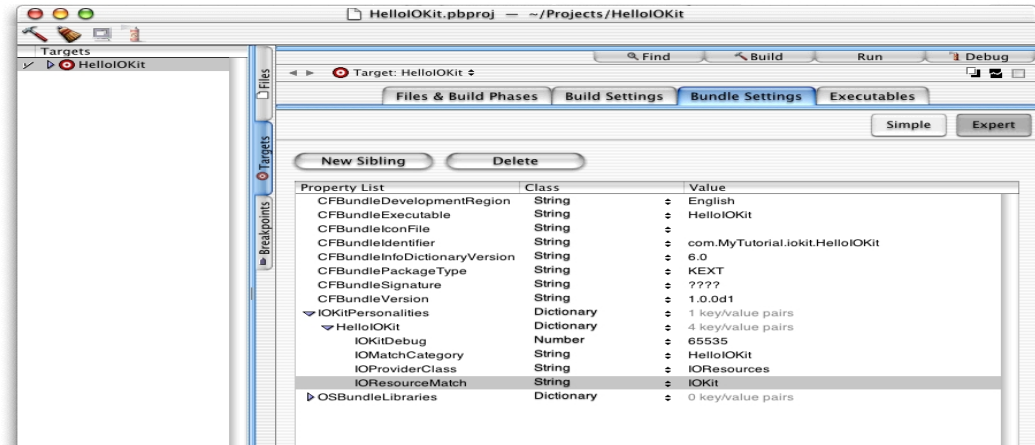 HelloIOKit.pbproj — ~/Projects/HelloIOKit
Targets
HelloIOKit
Files
Targets
Breakpoints
Find Build Run Debug
Target: HelloIOKit
Files & Build Phases Build Settings Bundle Settings Executables
Simple Expert
New Sibling Delete
Property List Class Value
CFBundleDevelopmentRegion String English
CFBundleExecutable String HelloIOKit
CFBundleIconFile String
CFBundleIdentifier String com.MyTutorial.iokit.HelloIOKit
CFBundleInfoDictionaryVersion String 6.0
CFBundlePackageType String KEXT
CFBundleSignature String ????
CFBundleVersion String 1.0.0d1
IOKitPersonalities Dictionary 1 key/value pairs
HelloIOKit Dictionary 4 key/value pairs
IOKitDebug Number 65535
IOMatchCategory String HelloIOKit
IOProviderClass String IOResources
IOResourceMatch String IOKit
OSBundleLibraries Dictionary 0 key/value pairs